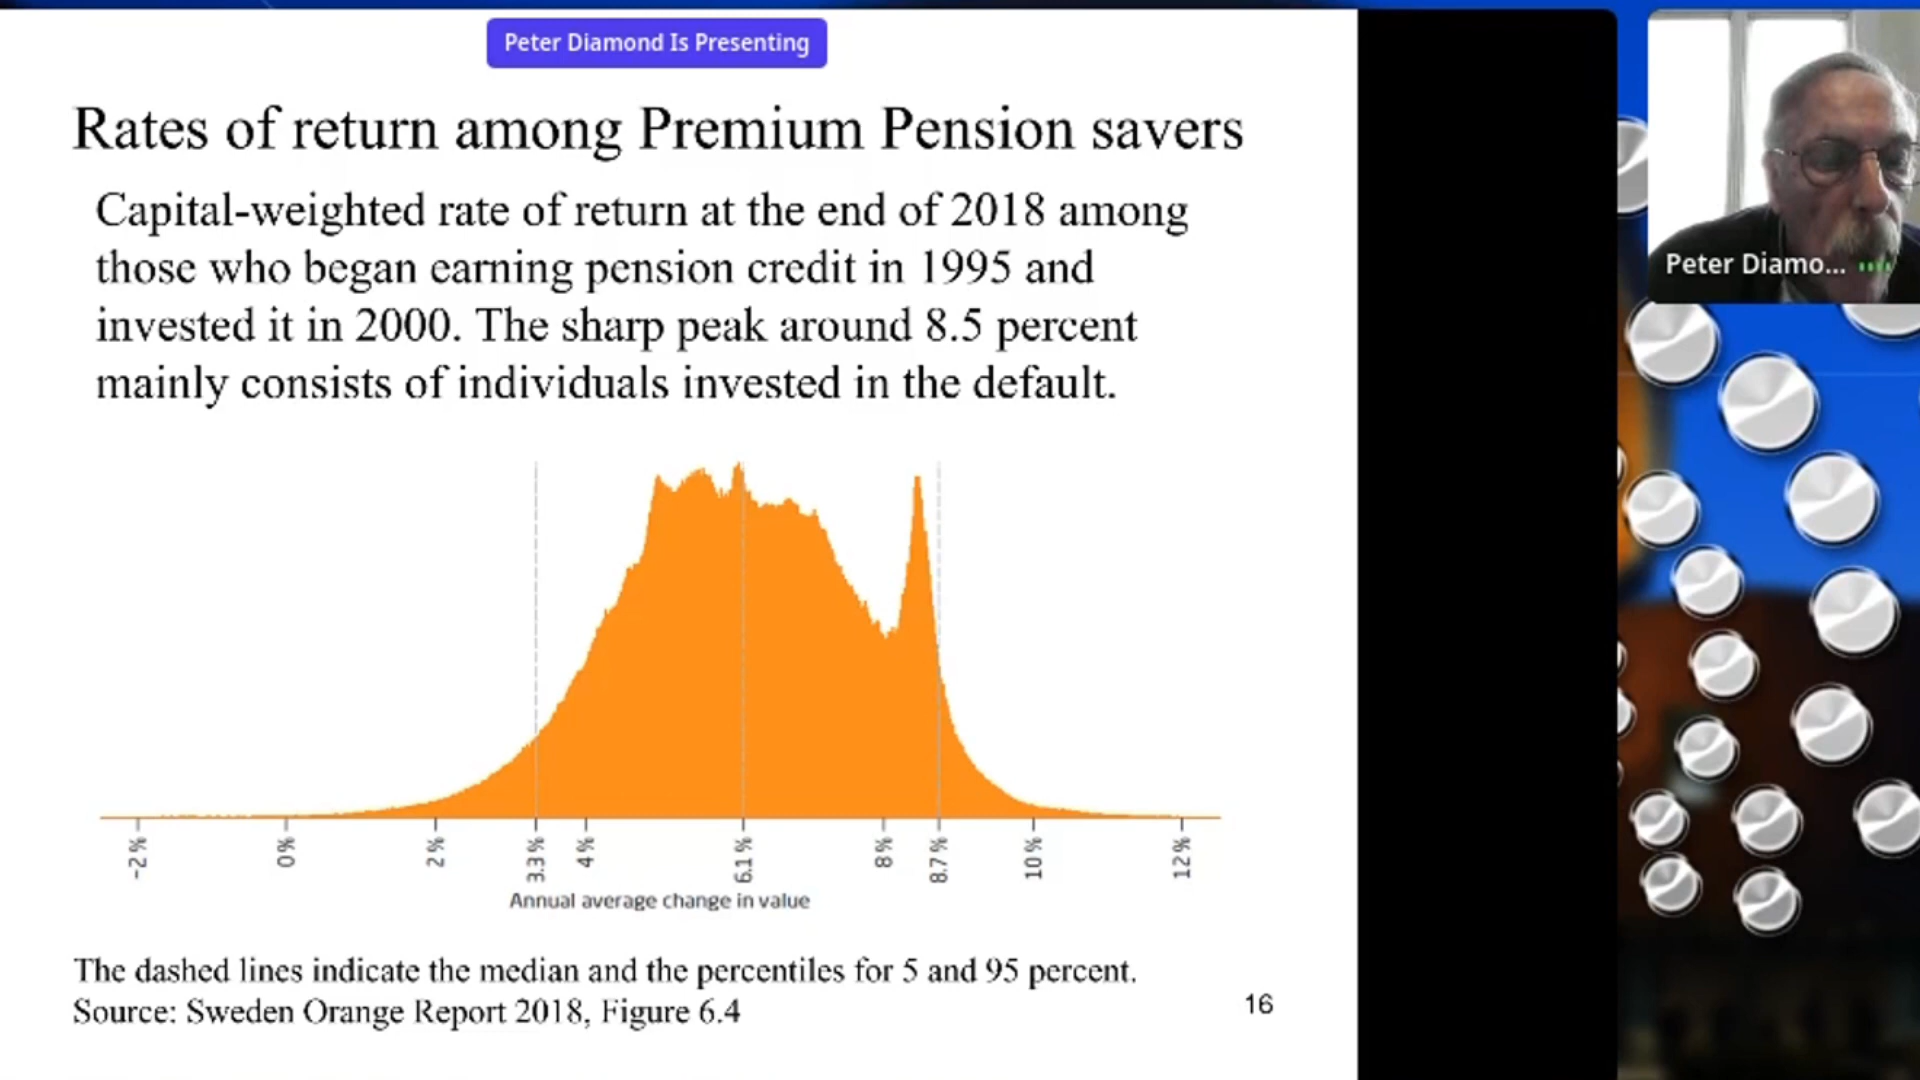 Peter Diamond Is Presenting
Rates of return among Premium Pension savers
Capital-weighted rate of return at the end of 2018 among
those who began earning pension credit in 1995 and
invested it in 2000. The sharp peak around 8.5 percent
mainly consists of individuals invested in the default.
-2%
0%
2%
3.3%
4%
6.1%
8%
8.7%
10%
12%
Annual average change in value
The dashed lines indicate the median and the percentiles for 5 and 95 percent.
Source: Sweden Orange Report 2018, Figure 6.4
16
Peter Diamo...